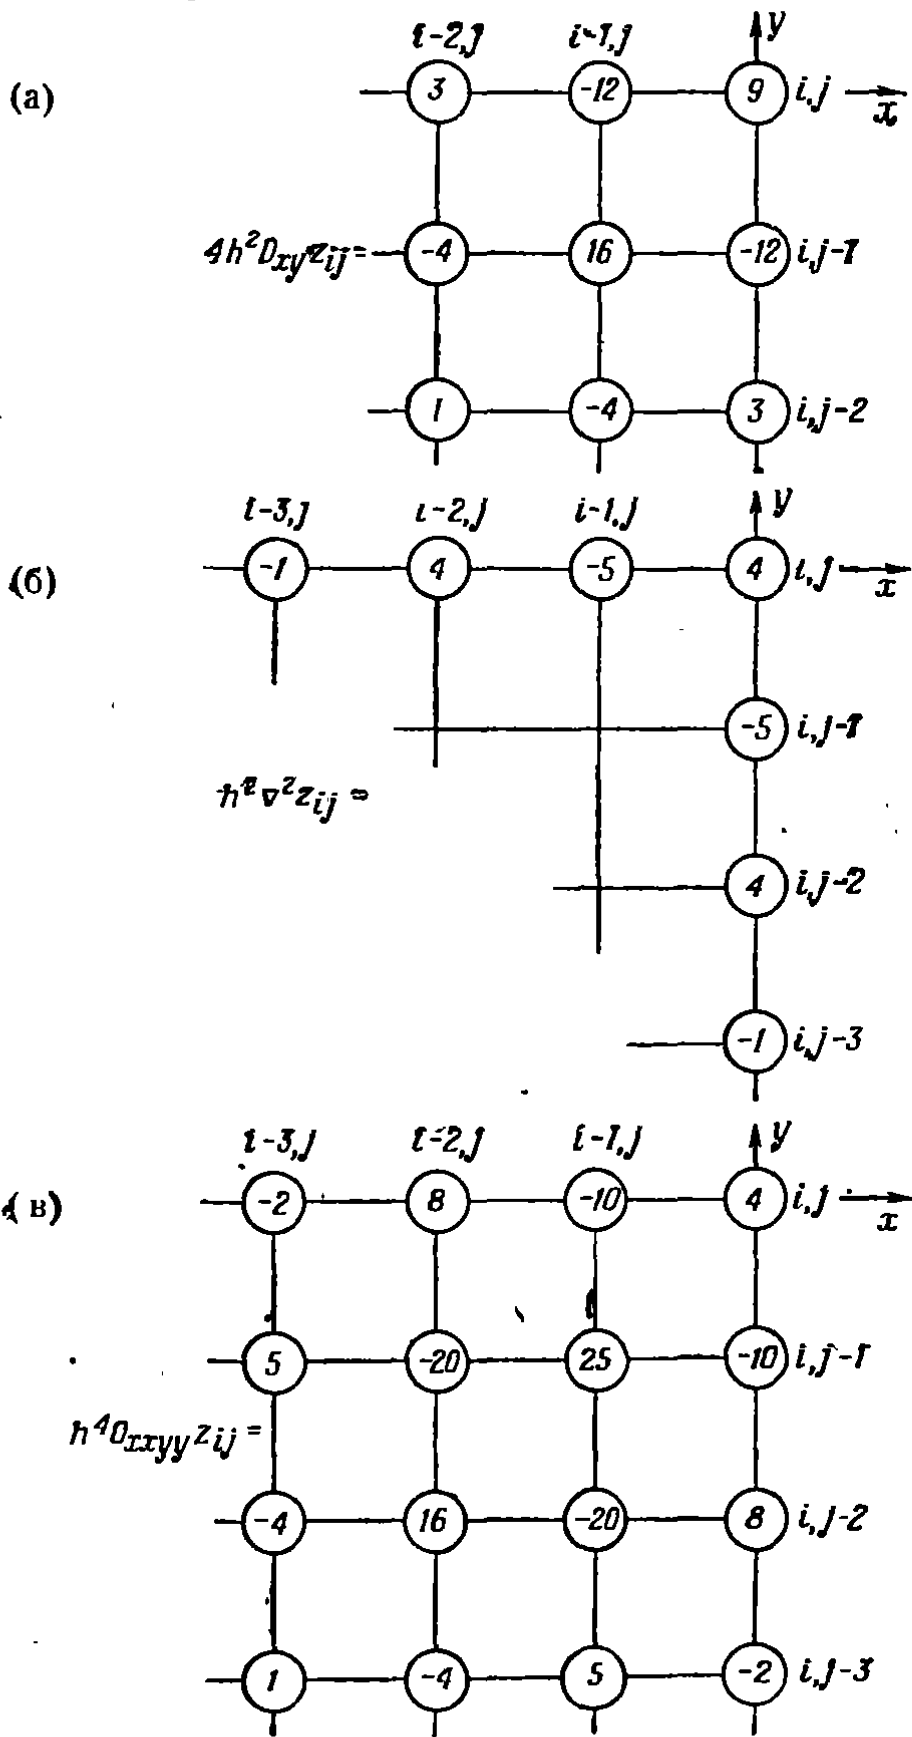 i-2,j i-1,j y
(а) 3 -12 9 i,j x
4h²D_xy z_ij = -4 16 -12 i,j-1
1 -4 3 i,j-2
i-3,j i-2,j i-1,j y
(б) -1 4 -5 4 i,j x
-5 i,j-1
h²∇²z_ij =
4 i,j-2
-1 i,j-3
i-3,j i-2,j i-1,j y
(в) -2 8 -10 4 i,j x
5 -20 25 -10 i,j-1
h⁴D_xxyy z_ij =
-4 16 -20 8 i,j-2
1 -4 5 -2 i,j-3